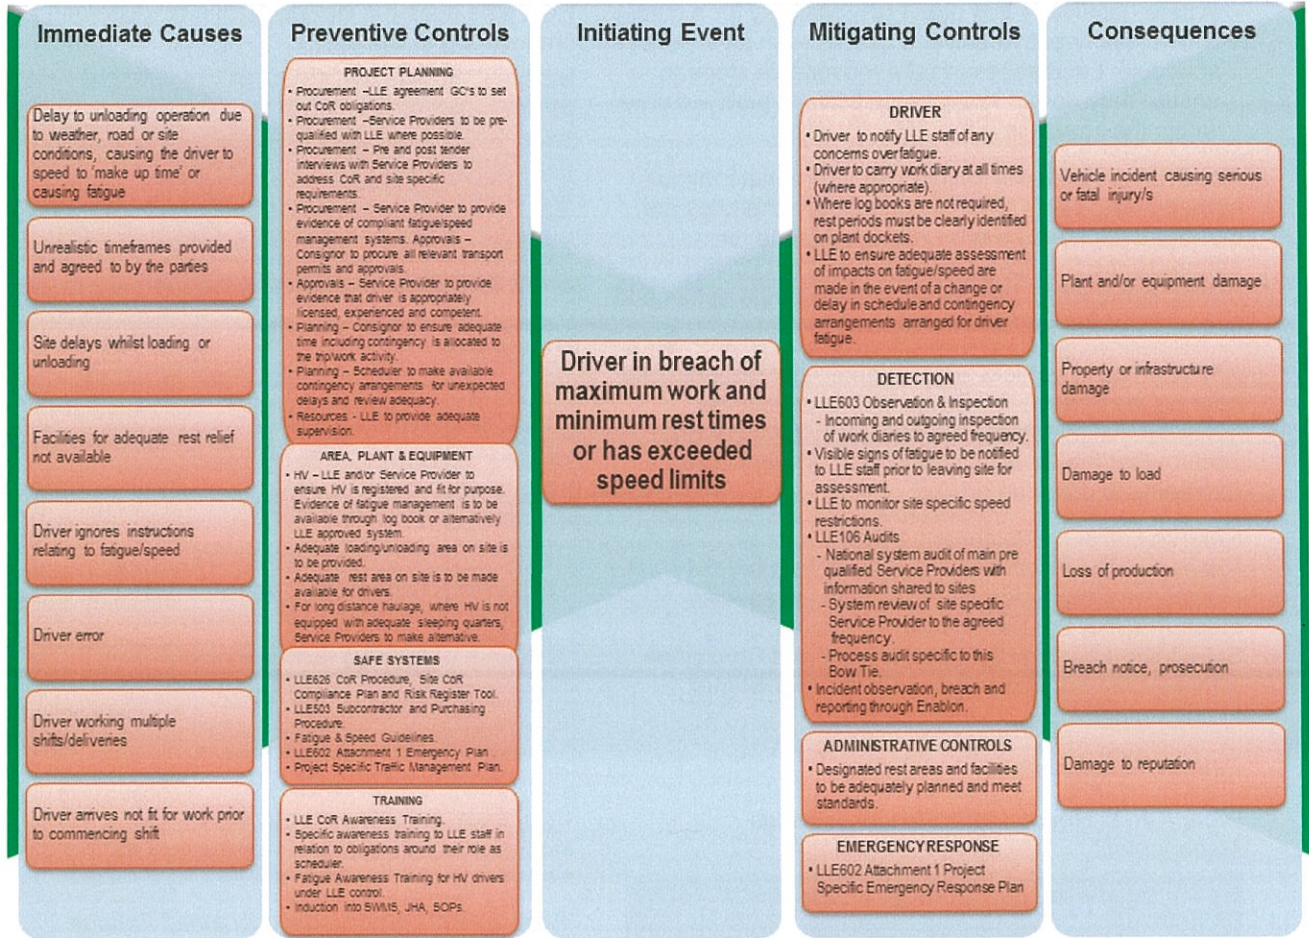 Immediate Causes
Delay to unloading operation due
to weather, road or site
conditions, causing the driver to
speed to 'make up time' or
causing fatigue
Unrealistic timeframes provided
and agreed to by the parties
Site delays whilst loading or
unloading
Facilities for adequate rest relief
not available
Driver ignores instructions
relating to fatigue/speed
Driver error
Driver working multiple
shifts/deliveries
Driver arrives not fit for work prior
to commencing shift
Preventive Controls
PROJECT PLANNING
• Procurement –LLE agreement GC's to set
out CoR obligations.
• Procurement –Service Providers to be pre-
qualified with LLE where possible.
• Procurement – Pre and post tender
interviews with Service Providers to
address CoR and site specific
requirements.
• Procurement – Service Provider to provide
evidence of compliant fatigue/speed
management systems. Approvals –
Consignor to procure all relevant transport
permits and approvals.
• Approvals – Service Provider to provide
evidence that driver is appropriately
licensed, experienced and competent.
• Planning – Consignor to ensure adequate
time including contingency is allocated to
the trip/work activity.
• Planning – Scheduler to make available
contingency arrangements for unexpected
delays and review adequacy.
• Resources - LLE to provide adequate
supervision.
AREA, PLANT & EQUIPMENT
• HV – LLE and/or Service Provider to
ensure HV is registered and fit for purpose.
Evidence of fatigue management is to be
available through log book or alternatively
LLE approved system.
• Adequate loading/unloading area on site is
to be provided.
• Adequate rest area on site is to be made
available for drivers.
• For long distance haulage, where HV is not
equipped with adequate sleeping quarters,
Service Providers to make alternative.
SAFE SYSTEMS
• LLE626 CoR Procedure, Site CoR
Compliance Plan and Risk Register Tool.
• LLE503 Subcontractor and Purchasing
Procedure.
• Fatigue & Speed Guidelines.
• LLE602 Attachment 1 Emergency Plan .
• Project Specific Traffic Management Plan.
TRAINING
• LLE CoR Awareness Training.
• Specific awareness training to LLE staff in
relation to obligations around their role as
scheduler.
• Fatigue Awareness Training for HV drivers
under LLE control.
• Induction into SWMS, JHA, SOPs.
Initiating Event
Driver in breach of
maximum work and
minimum rest times
or has exceeded
speed limits
Mitigating Controls
DRIVER
• Driver to notify LLE staff of any
concerns over fatigue.
• Driver to carry work diary at all times
(where appropriate).
• Where log books are not required,
rest periods must be clearly identified
on plant dockets.
• LLE to ensure adequate assessment
of impacts on fatigue/speed are
made in the event of a change or
delay in schedule and contingency
arrangements arranged for driver
fatigue.
DETECTION
• LLE603 Observation & Inspection
- Incoming and outgoing inspection
of work diaries to agreed frequency.
• Visible signs of fatigue to be notified
to LLE staff prior to leaving site for
assessment.
• LLE to monitor site specific speed
restrictions.
• LLE106 Audits
- National system audit of main pre
qualified Service Providers with
information shared to sites
- System review of site specific
Service Provider to the agreed
frequency.
- Process audit specific to this
Bow Tie.
• Incident observation, breach and
reporting through Enablon.
ADMINISTRATIVE CONTROLS
• Designated rest areas and facilities
to be adequately planned and meet
standards.
EMERGENCY RESPONSE
• LLE602 Attachment 1 Project
Specific Emergency Response Plan
Consequences
Vehicle incident causing serious
or fatal injury/s
Plant and/or equipment damage
Property or infrastructure
damage
Damage to load
Loss of production
Breach notice, prosecution
Damage to reputation